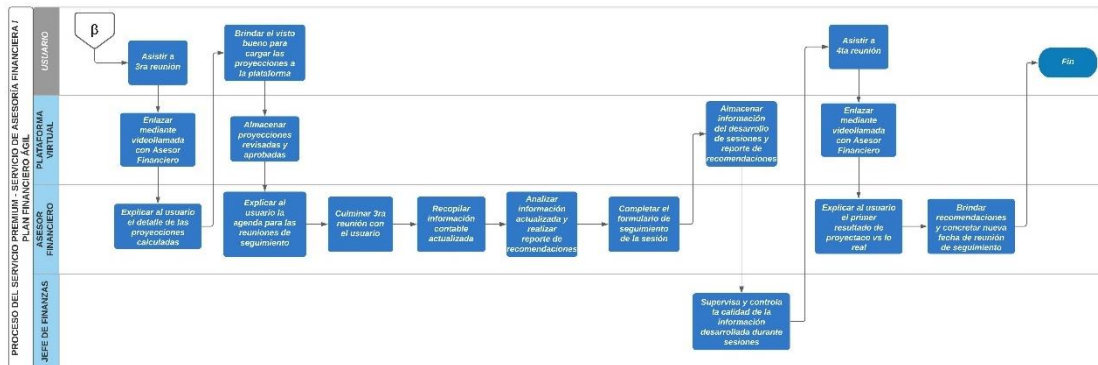 PROCESO DEL SERVICIO PREMIUM - SERVICIO DE ASESORÍA FINANCIERA /
PLAN FINANCIERO ÁGIL
USUARIO
β
Asistir a
3ra reunión
Brindar el visto
bueno para
cargar las
proyecciones a
la plataforma
Asistir a
4ta reunión
Fin
PLATAFORMA
VIRTUAL
Enlazar
mediante
videollamada
con Asesor
Financiero
Almacenar
proyecciones
revisadas y
aprobadas
Almacenar
información
del desarrollo
de sesiones y
reporte de
recomendaciones
Enlazar
mediante
videollamada
con Asesor
Financiero
ASESOR
FINANCIERO
Explicar al usuario
el detalle de las
proyecciones
calculadas
Explicar al
usuario la
agenda para las
reuniones de
seguimiento
Culminar 3ra
reunión con
el usuario
Recopilar
información
contable
actualizada
Analizar
información
actualizada y
realizar
reporte de
recomendaciones
Completar el
formulario de
seguimiento
de la sesión
Explicar al usuario
el primer
resultado de
proyectaco vs lo
real
Brindar
recomendaciones
y concretar nueva
fecha de reunión
de seguimiento
JEFE DE FINANZAS
Supervisa y controla
la calidad de la
información
desarrollada durante
sesiones